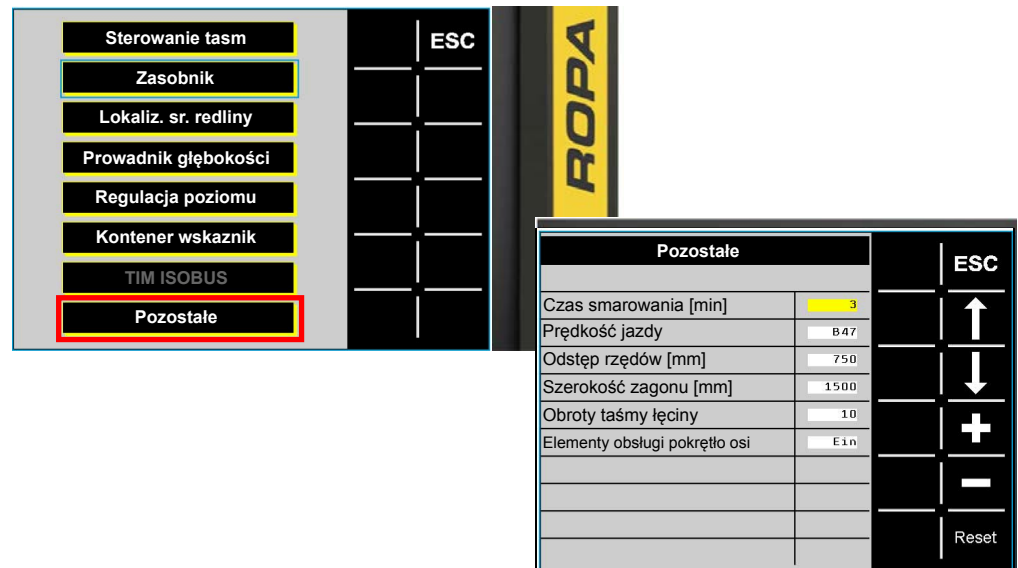 Sterowanie tasm
ESC
Zasobnik
Lokaliz. sr. redliny
Prowadnik głębokości
Regulacja poziomu
Kontener wskaznik
TIM ISOBUS
Pozostałe
ROPA
Pozostałe
ESC
Czas smarowania [min] 3
Prędkość jazdy B47
Odstęp rzędów [mm] 750
Szerokość zagonu [mm] 1500
Obroty taśmy łęciny 10
Elementy obsługi pokrętło osi Ein
Reset